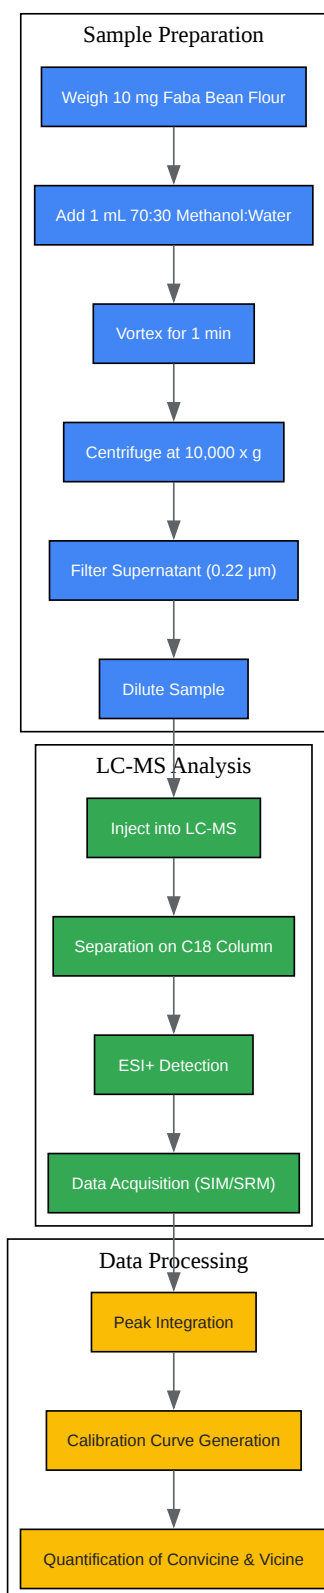 Sample Preparation
Weigh 10 mg Faba Bean Flour
Add 1 mL 70:30 Methanol:Water
Vortex for 1 min
Centrifuge at 10,000 x g
Filter Supernatant (0.22 µm)
Dilute Sample
LC-MS Analysis
Inject into LC-MS
Separation on C18 Column
ESI+ Detection
Data Acquisition (SIM/SRM)
Data Processing
Peak Integration
Calibration Curve Generation
Quantification of Convicine & Vicine